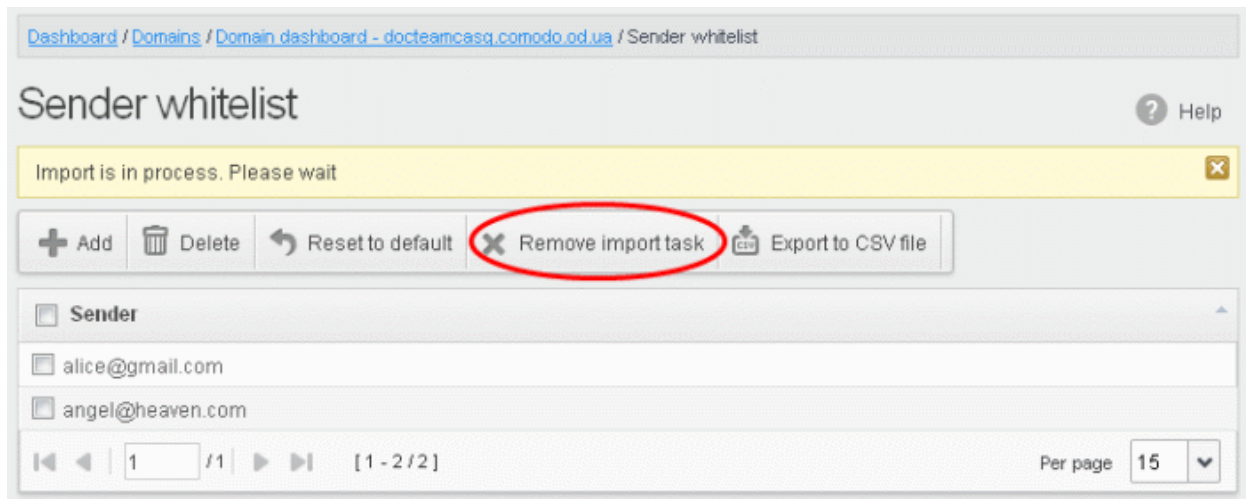 Dashboard / Domains / Domain dashboard - docteamcasg.comodo.od.ua / Sender whitelist
Sender whitelist
Help
Import is in process. Please wait
Add Delete Reset to default Remove import task Export to CSV file
Sender
alice@gmail.com
angel@heaven.com
1 /1 [1-2/2] Per page 15